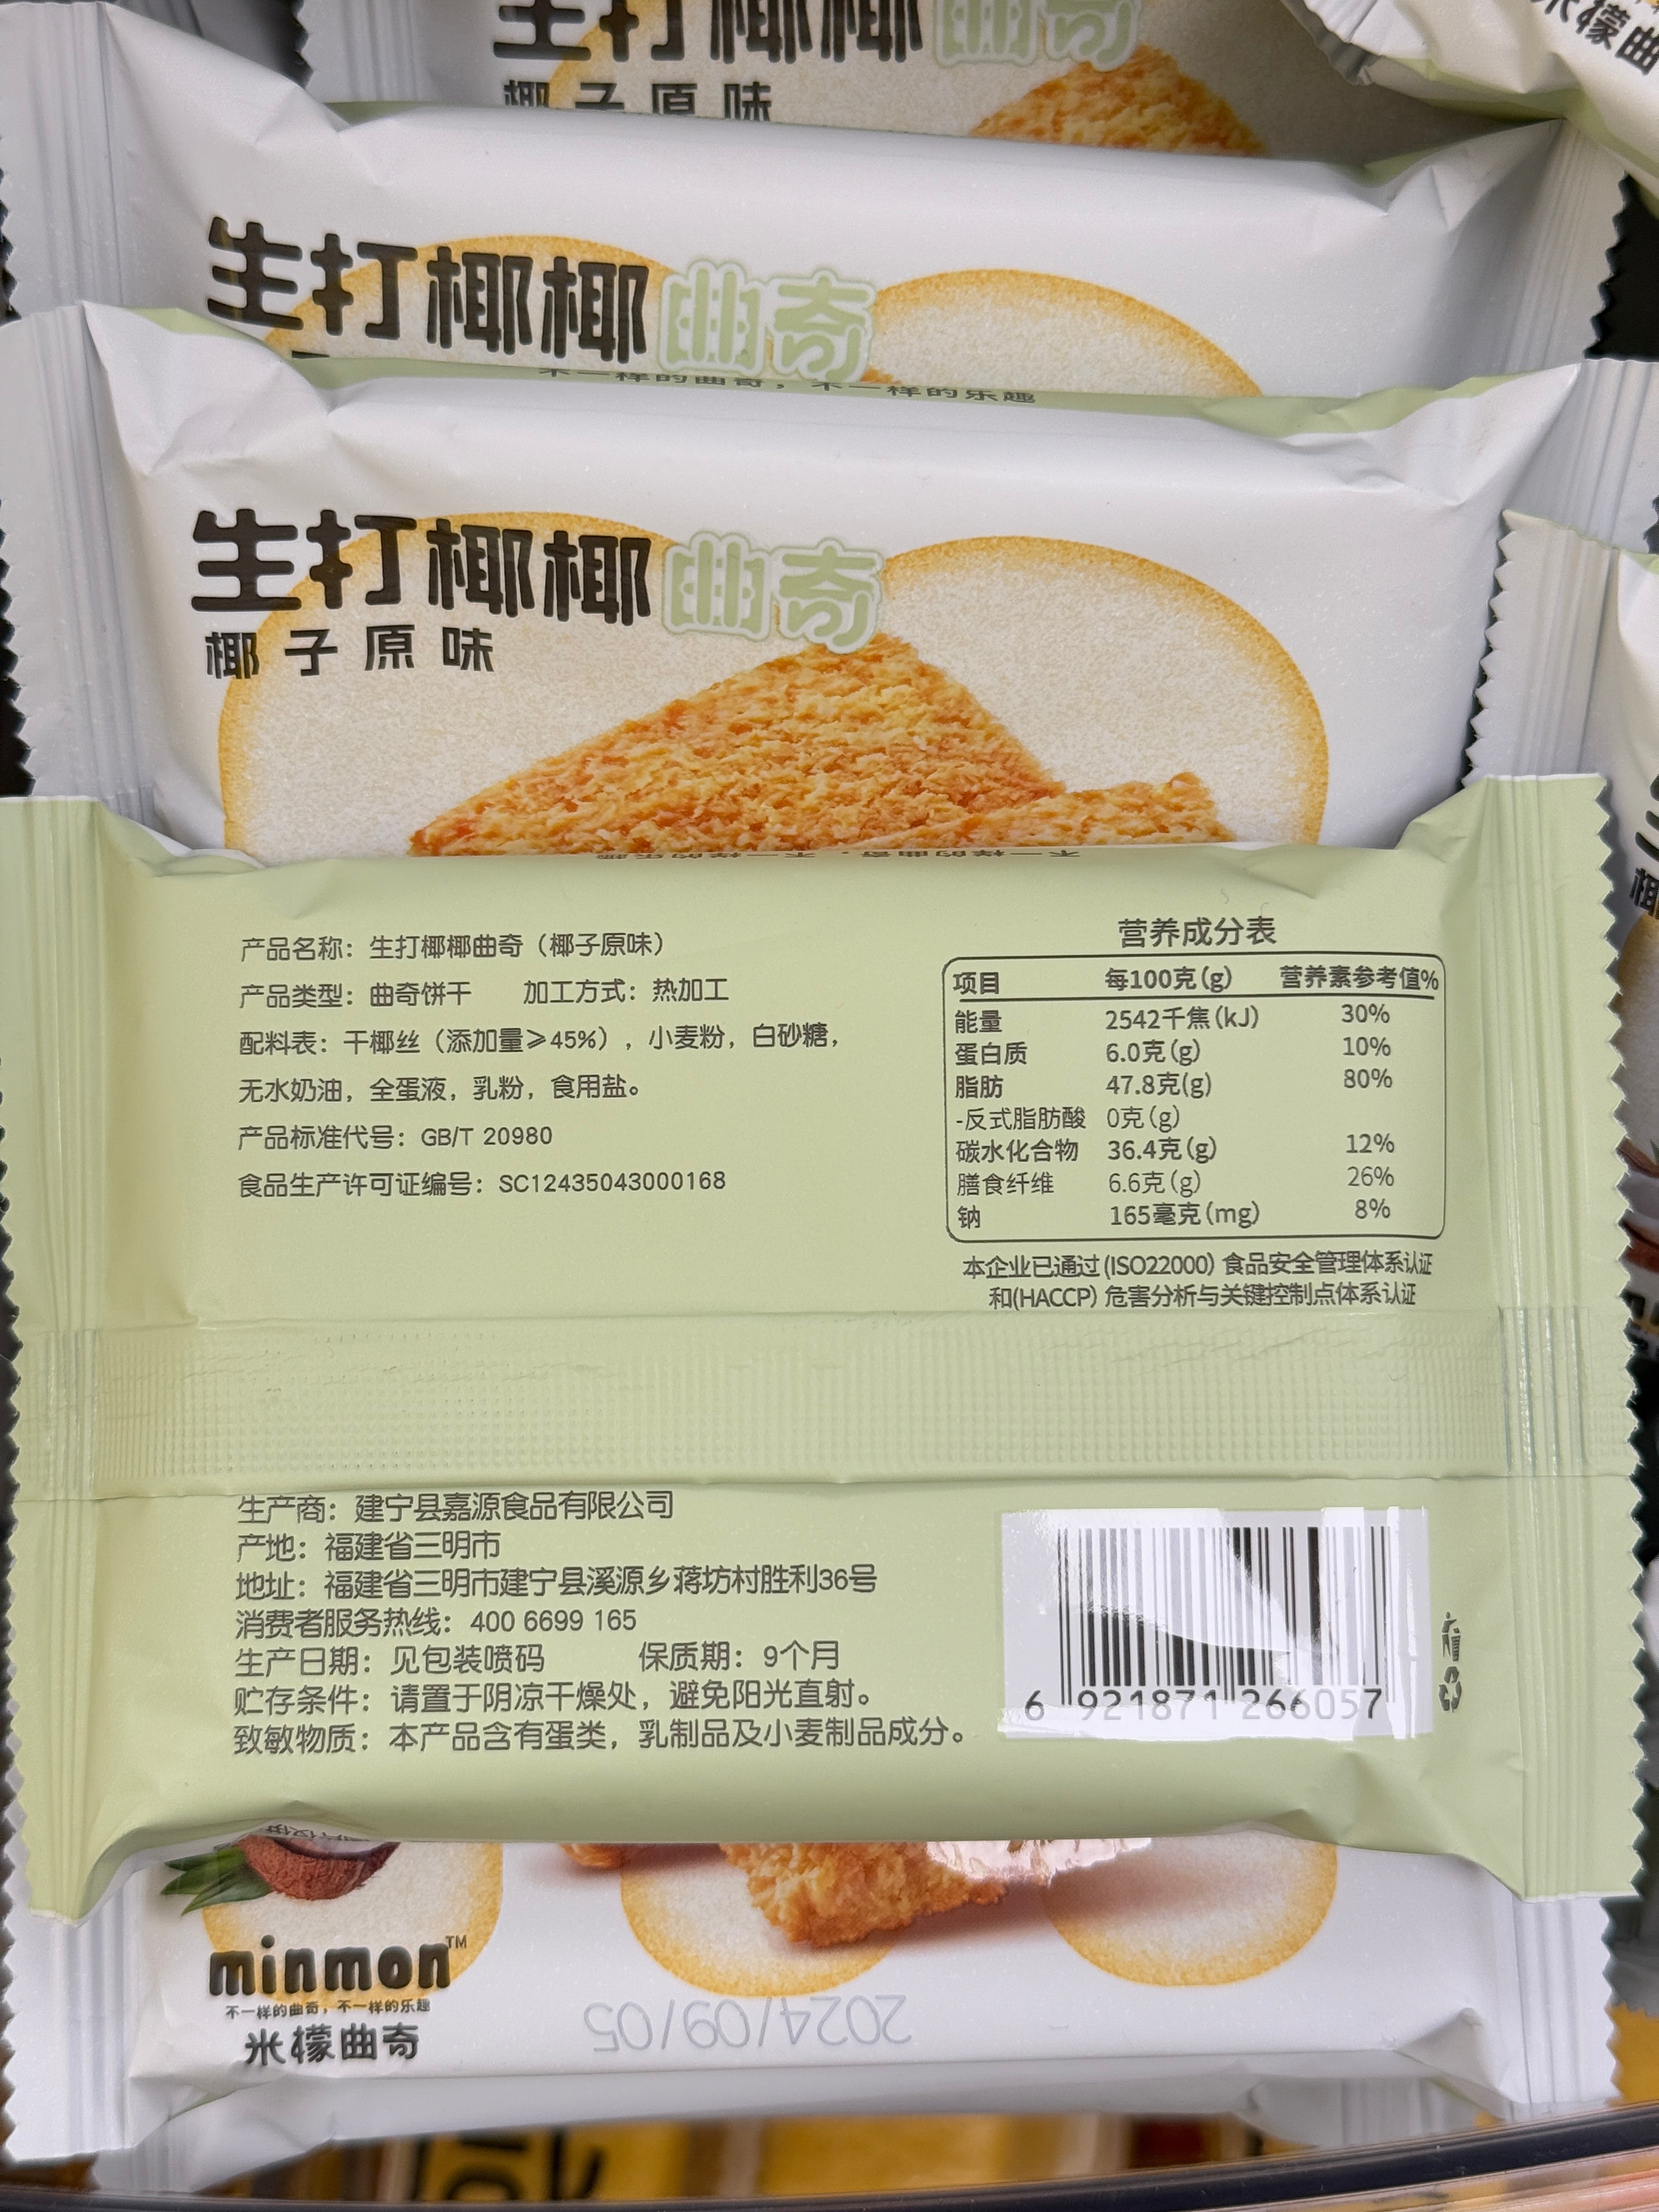 生打椰椰曲奇
椰子原味
米檬曲
生打椰椰曲奇
不一样的曲奇，不一样的乐趣
生打椰椰曲奇
椰子原味
不一样的曲奇，不一样的乐趣
产品名称：生打椰椰曲奇（椰子原味）
产品类型：曲奇饼干 加工方式：热加工
配料表：干椰丝（添加量≥45%），小麦粉，白砂糖，
无水奶油，全蛋液，乳粉，食用盐。
产品标准代号：GB/T 20980
食品生产许可证编号：SC12435043000168
营养成分表
项目 每100克(g) 营养素参考值%
能量 2542千焦(kJ) 30%
蛋白质 6.0克(g) 10%
脂肪 47.8克(g) 80%
-反式脂肪酸 0克(g)
碳水化合物 36.4克(g) 12%
膳食纤维 6.6克(g) 26%
钠 165毫克(mg) 8%
本企业已通过(ISO22000)食品安全管理体系认证
和(HACCP)危害分析与关键控制点体系认证
生产商：建宁县嘉源食品有限公司
产地：福建省三明市
地址：福建省三明市建宁县溪源乡蒋坊村胜利36号
消费者服务热线：400 6699 165
生产日期：见包装喷码 保质期：9个月
贮存条件：请置于阴凉干燥处，避免阳光直射。
致敏物质：本产品含有蛋类，乳制品及小麦制品成分。
6 921871 266057
minmon™
不一样的曲奇，不一样的乐趣
米檬曲奇
2024/09/05